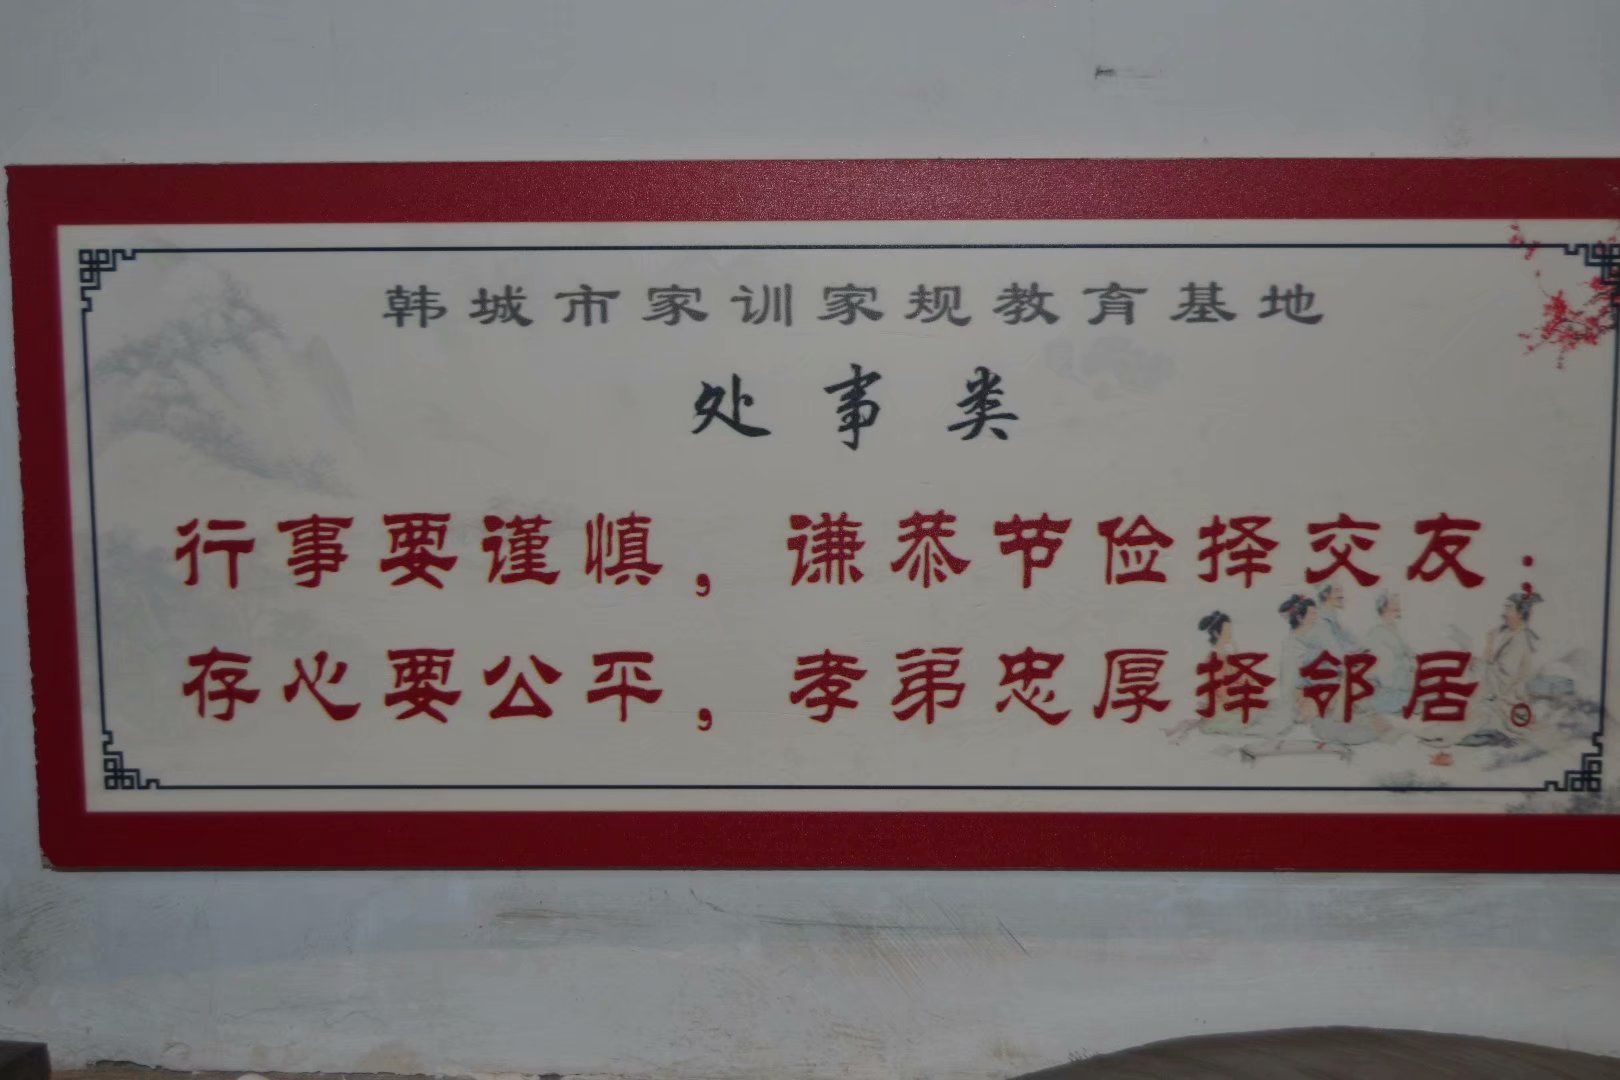 韩城市家训家规教育基地
处事类
行事要谨慎，谦恭节俭择交友；
存心要公平，孝弟忠厚择邻居。